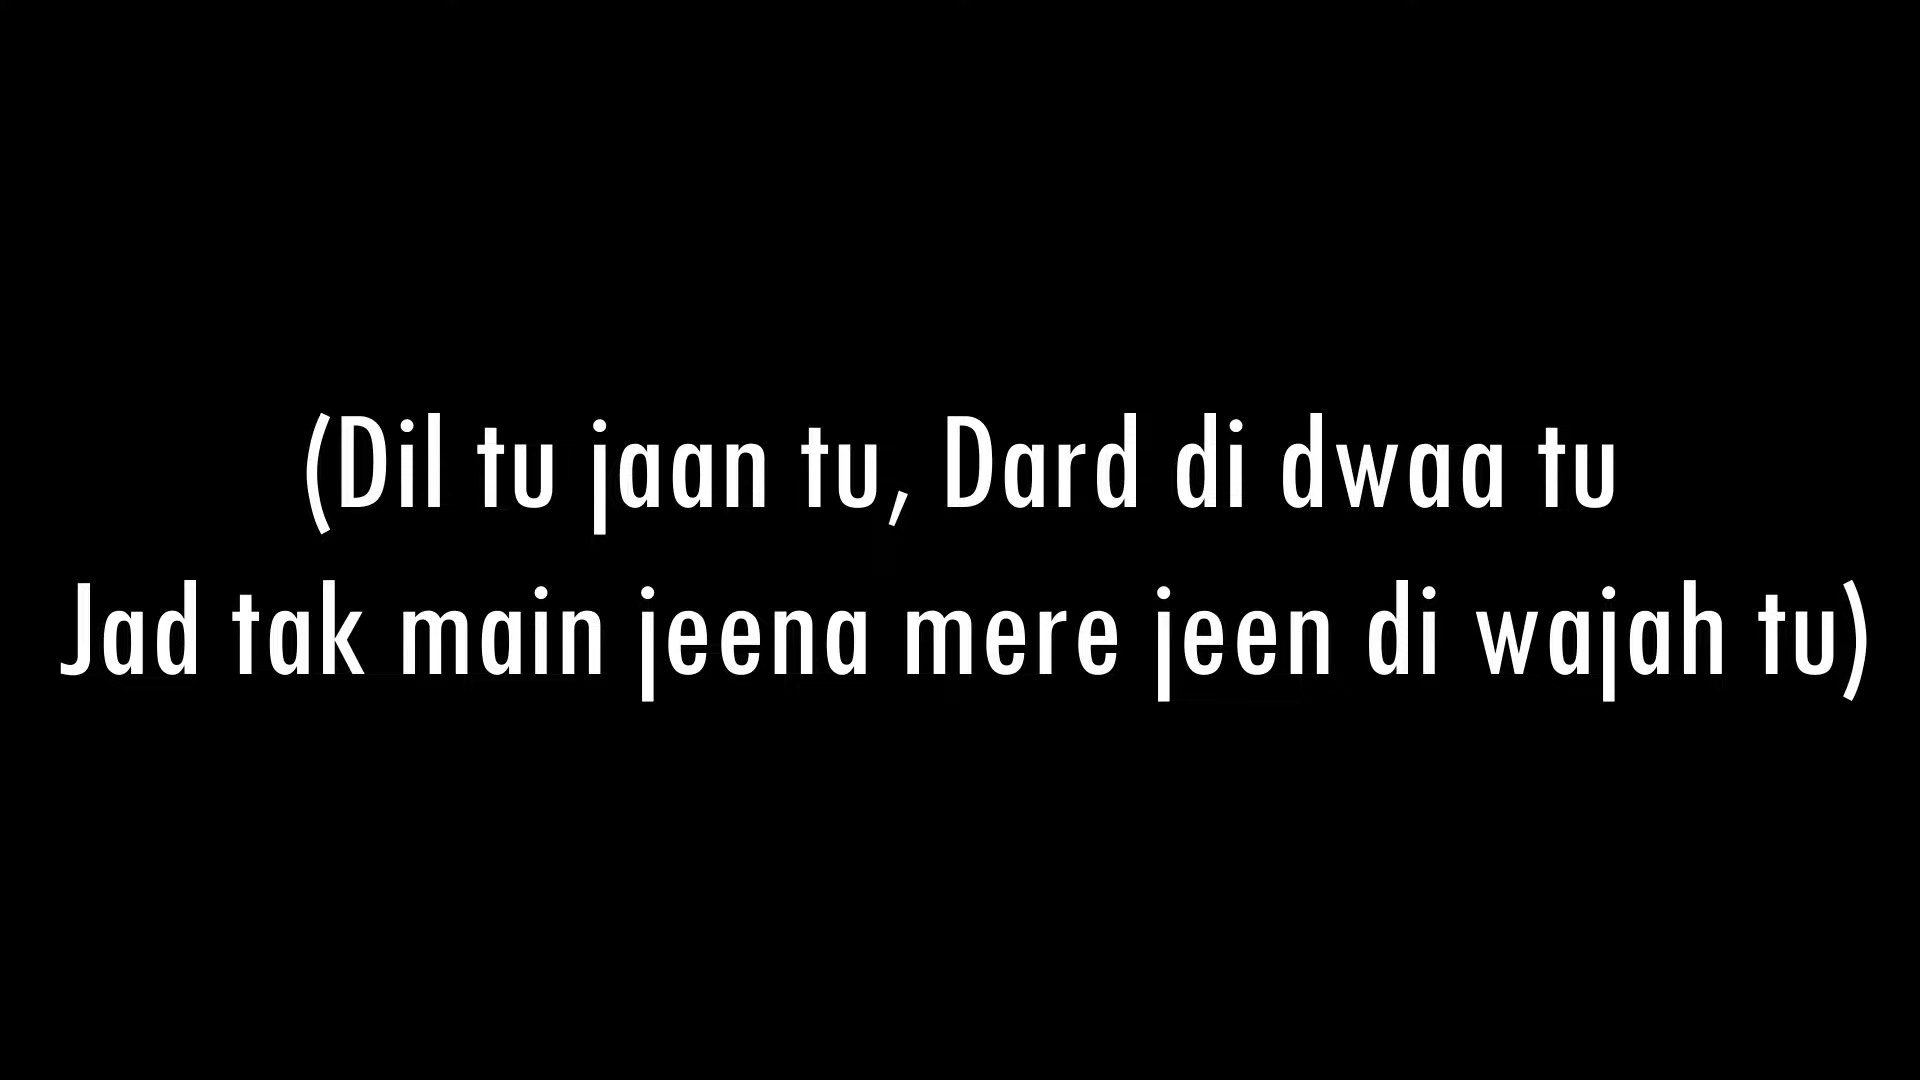 (Dil tu jaan tu, Dard di dwaa tu
Jad tak main jeena mere jeen di wajah tu)